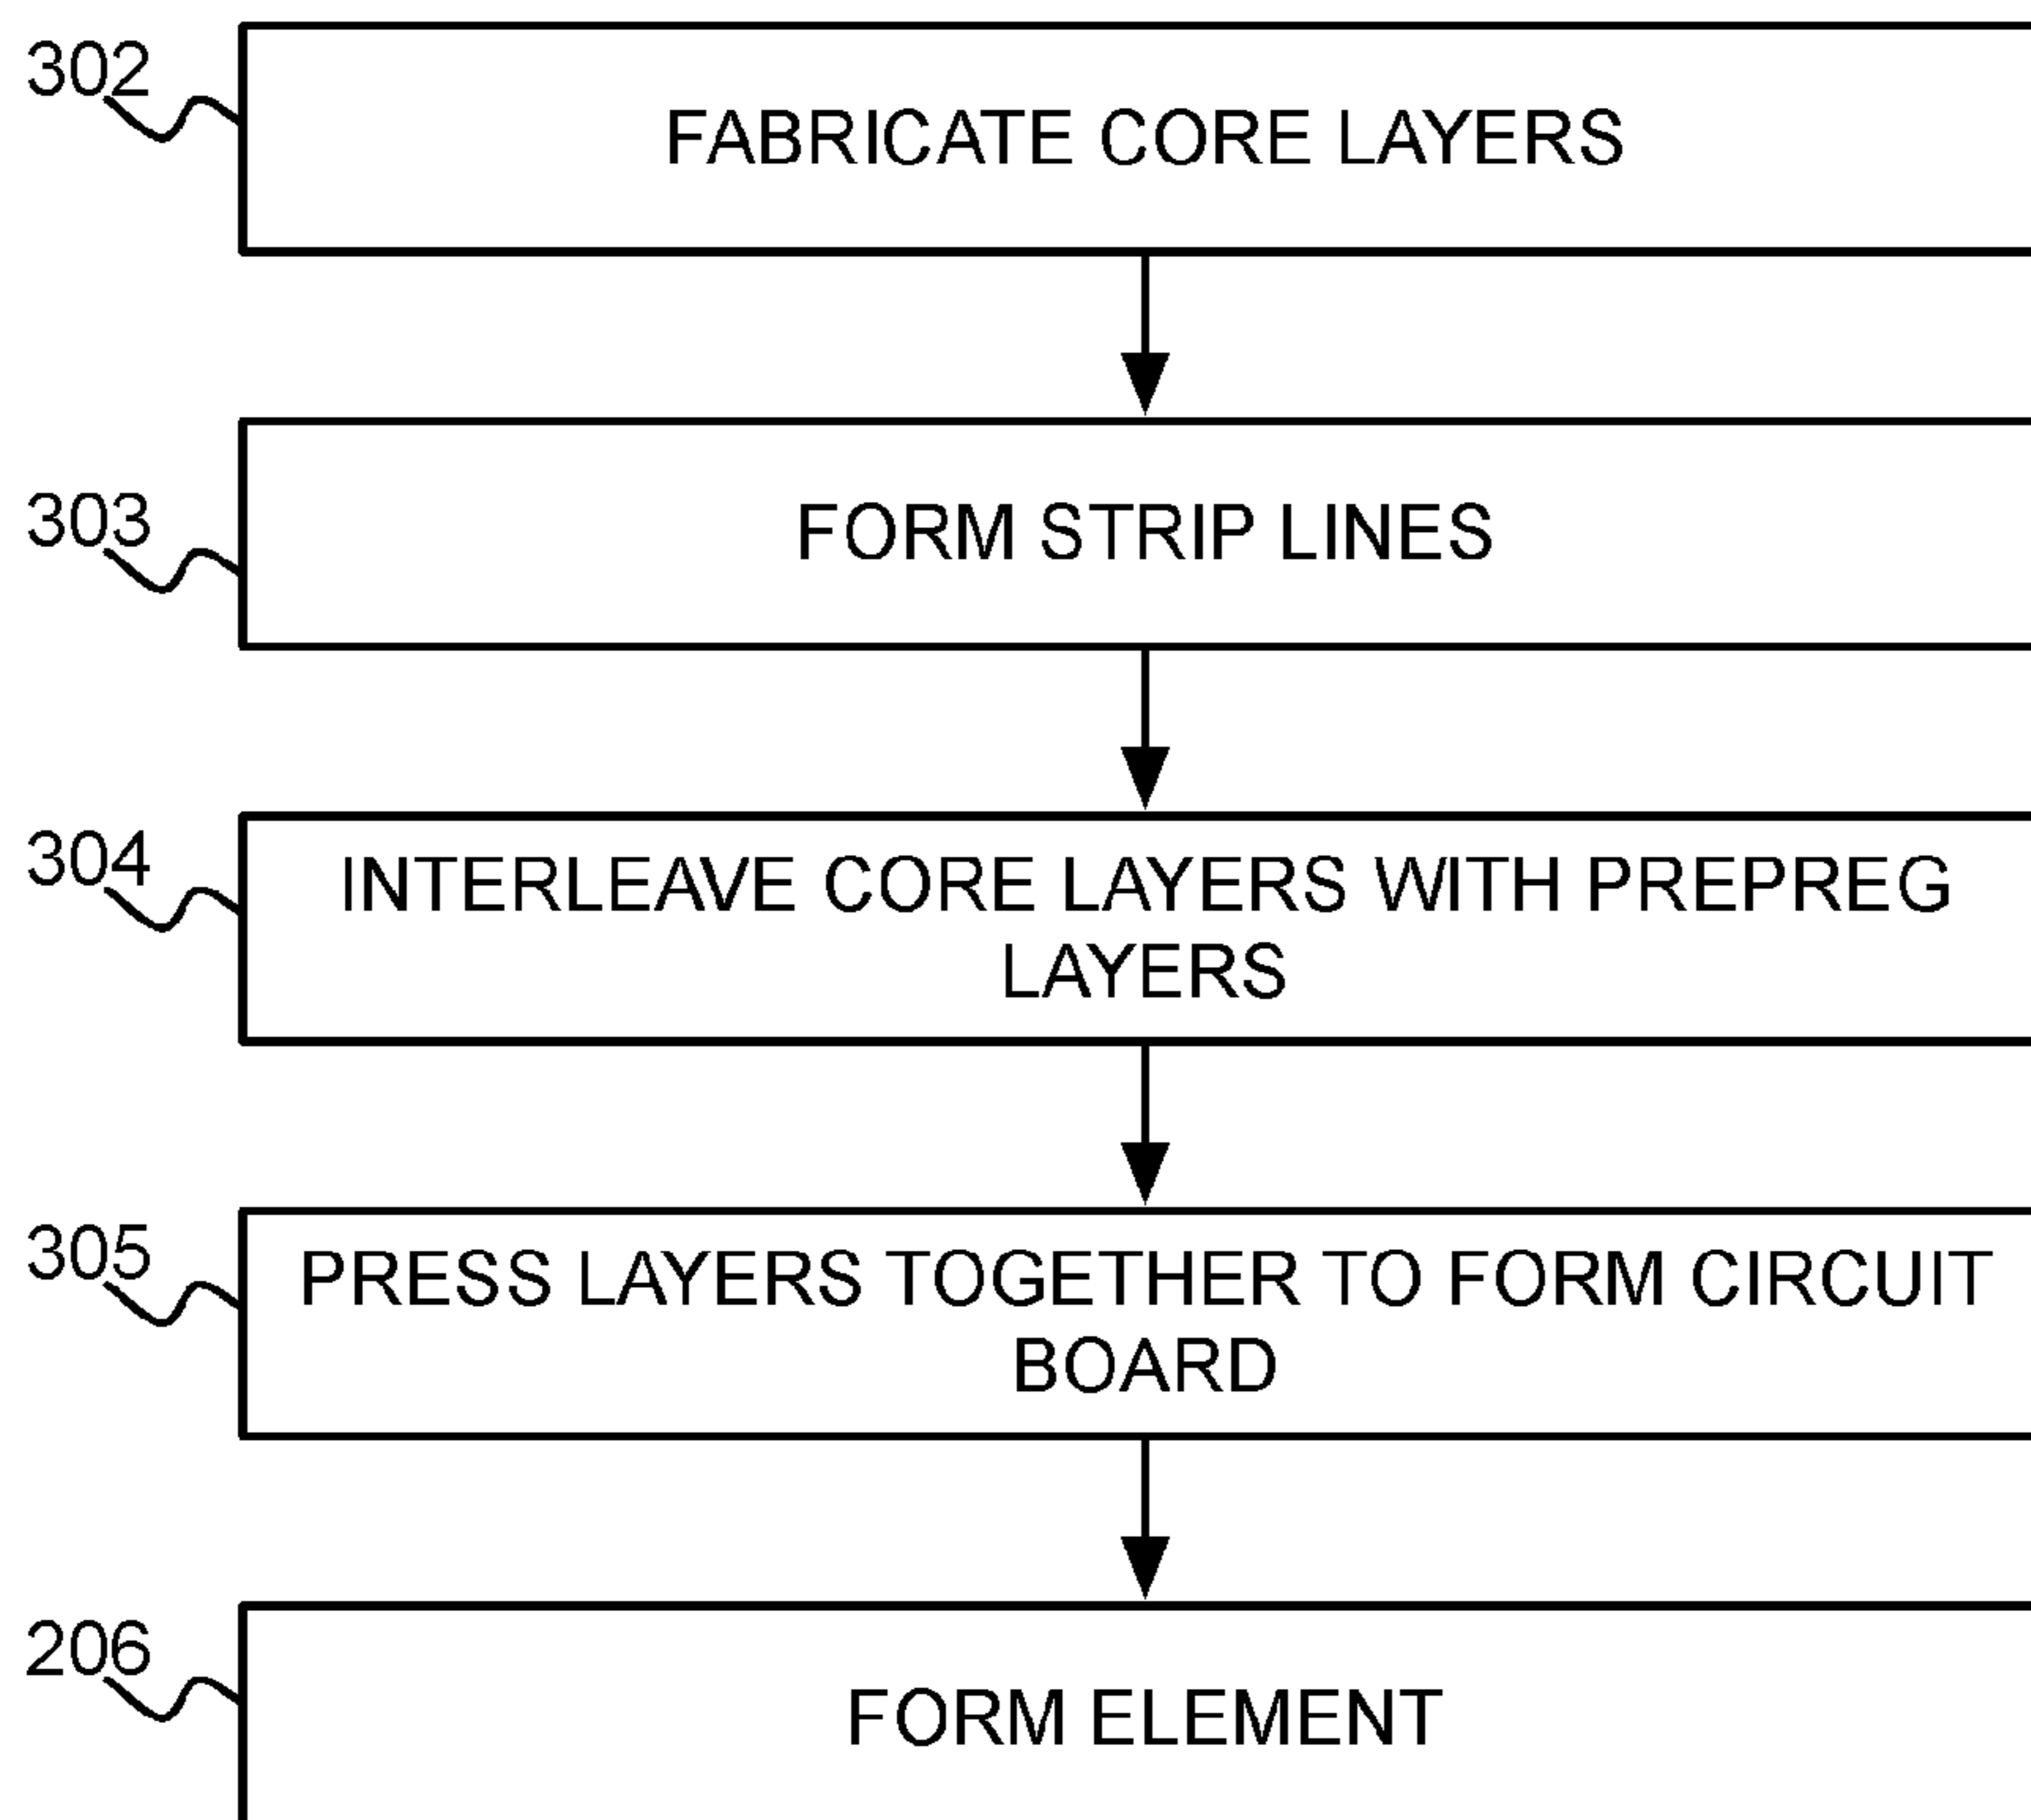 302
FABRICATE CORE LAYERS
303
FORM STRIP LINES
304
INTERLEAVE CORE LAYERS WITH PREPREG
LAYERS
305
PRESS LAYERS TOGETHER TO FORM CIRCUIT
BOARD
206
FORM ELEMENT